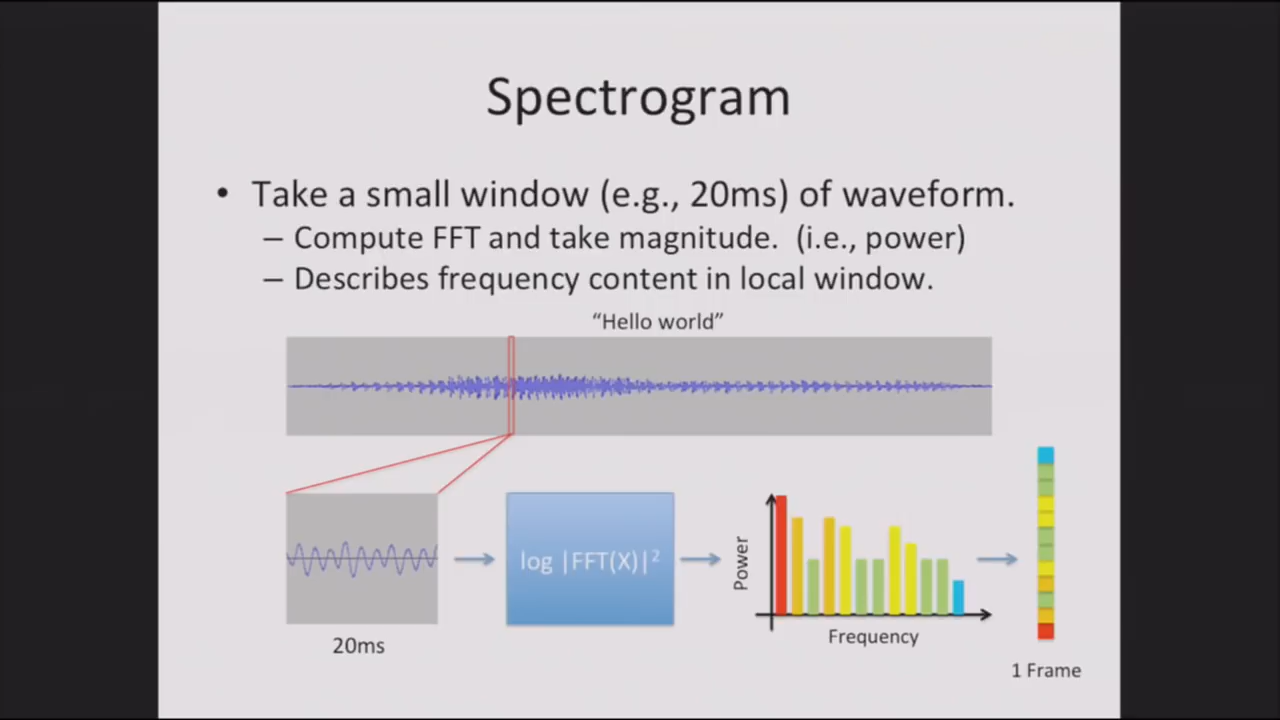 Spectrogram
• Take a small window (e.g., 20ms) of waveform.
– Compute FFT and take magnitude. (i.e., power)
– Describes frequency content in local window.
“Hello world”
log |FFT(X)|²
Power
Frequency
20ms
1 Frame